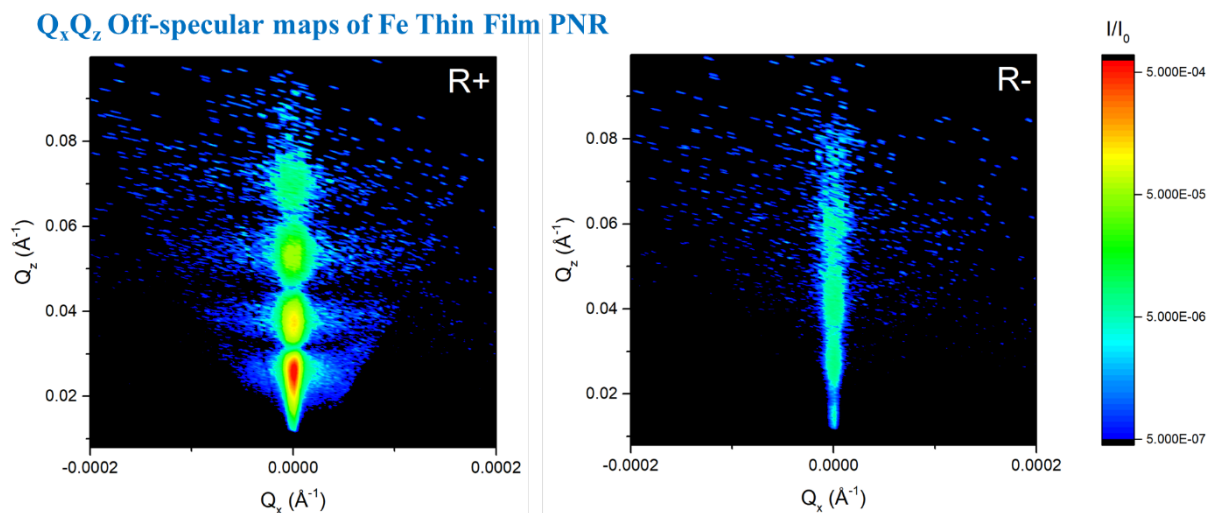 QxQz Off-specular maps of Fe Thin Film PNR
R+
0.08
0.06
0.04
0.02
Qz (Å-1)
-0.0002
0.0000
0.0002
Qx (Å-1)
R-
0.08
0.06
0.04
0.02
Qz (Å-1)
-0.0002
0.0000
0.0002
Qx (Å-1)
I/I0
5.000E-04
5.000E-05
5.000E-06
5.000E-07